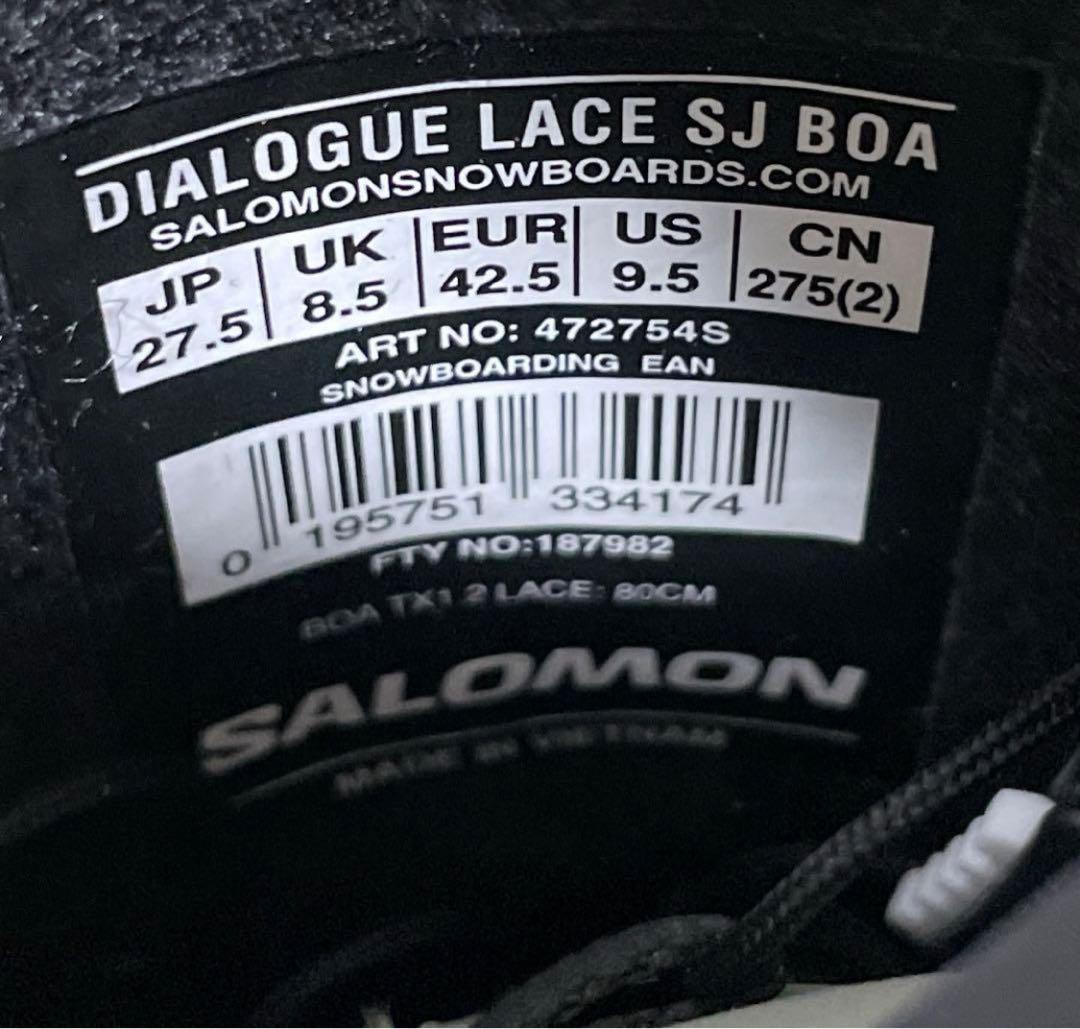 DIALOGUE LACE SJ BOA
SALOMONSNOWBOARDS.COM
JP UK EUR US CN
27.5 8.5 42.5 9.5 275(2)
ART NO: 472754S
SNOWBOARDING EAN
0 195751 334174
FTY NO:187982
BOA TX1 2 LACE: 80CM
SALOMON
MADE IN VIETNAM